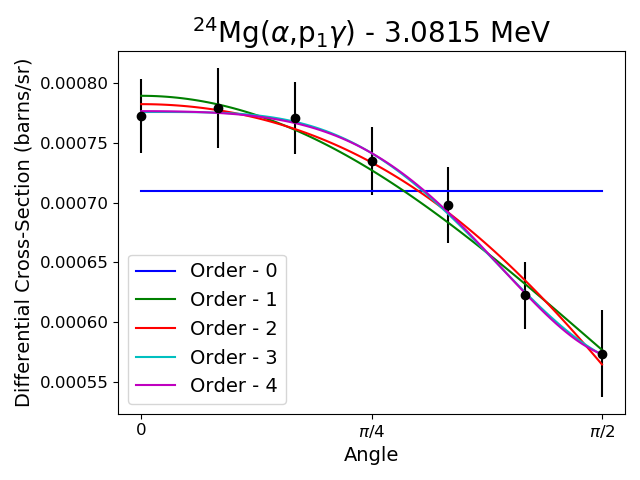 ²⁴Mg(α,p₁γ) - 3.0815 MeV
Differential Cross-Section (barns/sr)
0.00080
0.00075
0.00070
0.00065
0.00060
0.00055
Order - 0
Order - 1
Order - 2
Order - 3
Order - 4
0
π/4
π/2
Angle